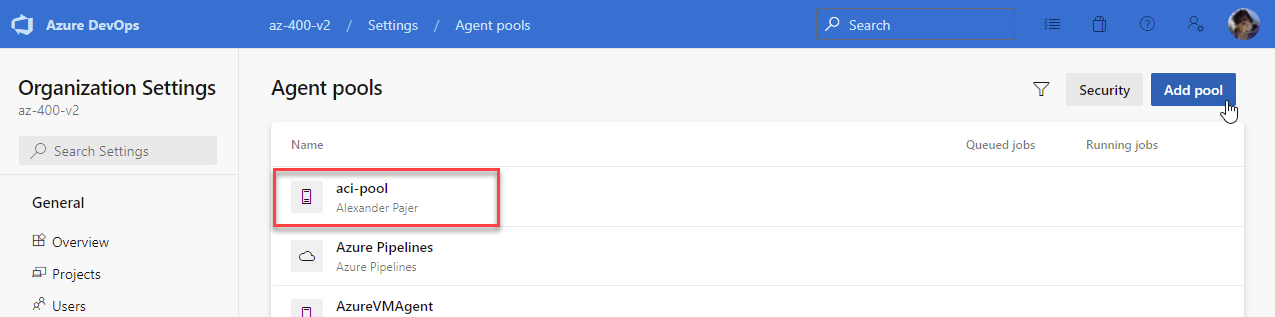 Azure DevOps
az-400-v2 / Settings / Agent pools
Search
Organization Settings
az-400-v2
Search Settings
General
Overview
Projects
Users
Agent pools
Security
Add pool
Name Queued jobs Running jobs
aci-pool
Alexander Pajer
Azure Pipelines
Azure Pipelines
AzureVMAgent